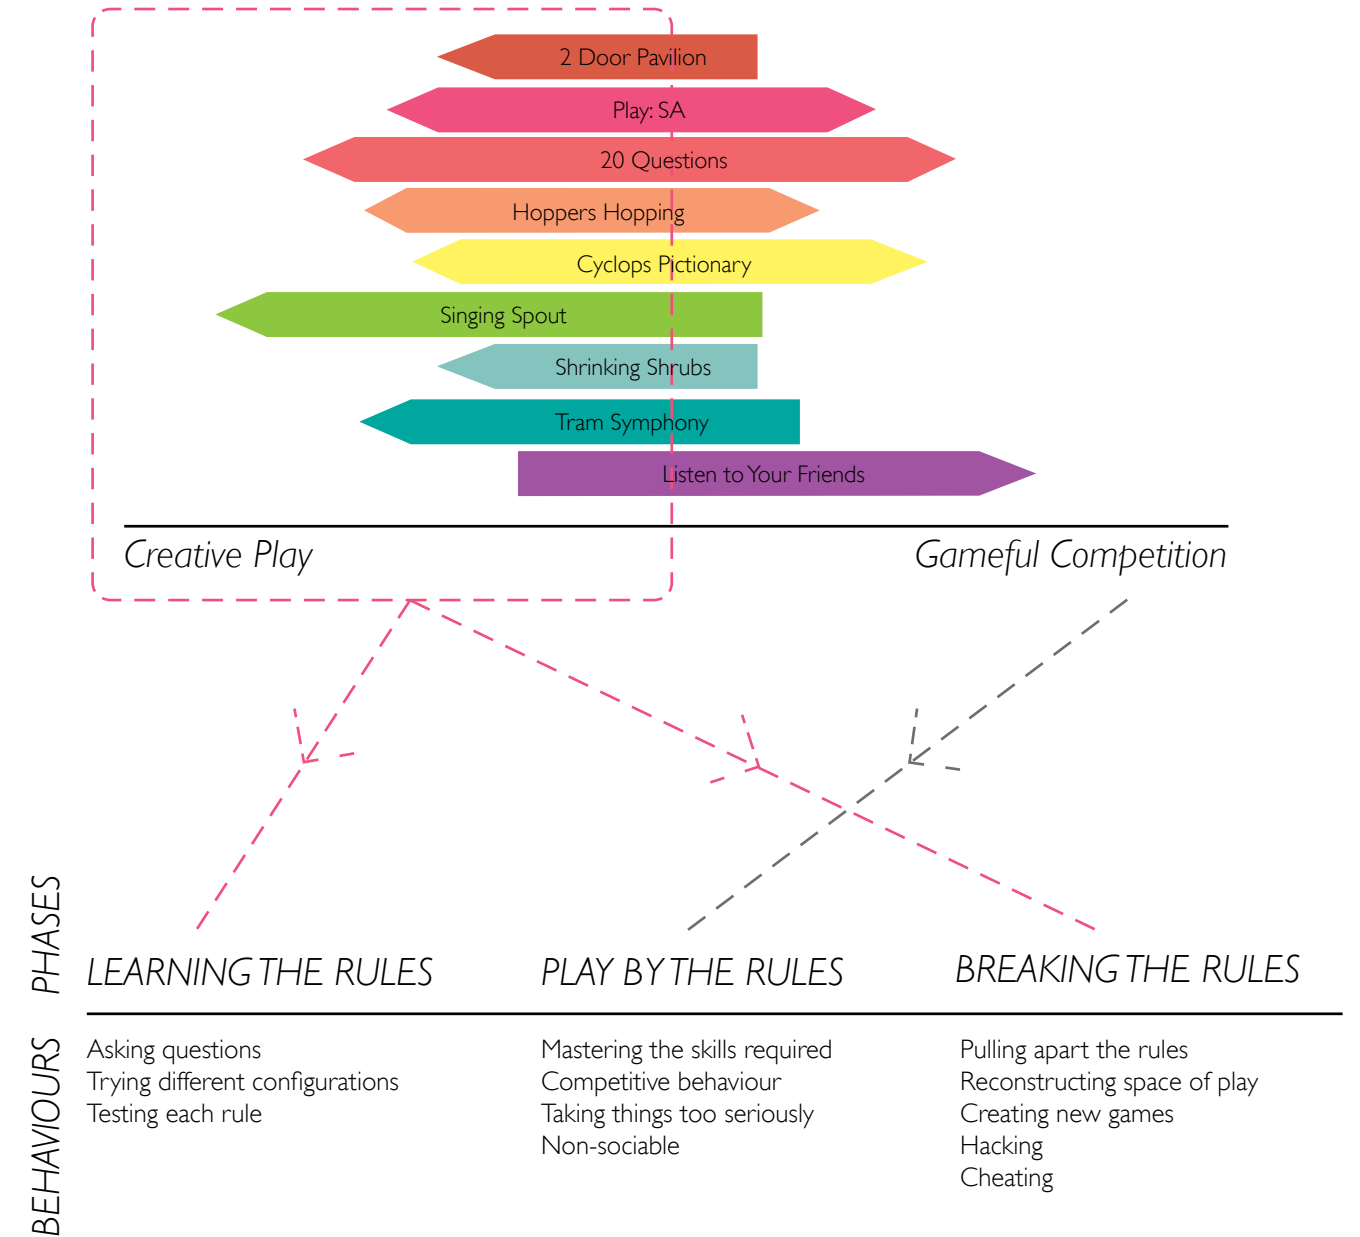 2 Door Pavilion
Play: SA
20 Questions
Hoppers Hopping
Cyclops Pictionary
Singing Spout
Shrinking Shrubs
Tram Symphony
Listen to Your Friends
Creative Play
Gameful Competition
PHASES
LEARNING THE RULES
PLAY BY THE RULES
BREAKING THE RULES
BEHAVIOURS
Asking questions
Trying different configurations
Testing each rule
Mastering the skills required
Competitive behaviour
Taking things too seriously
Non-sociable
Pulling apart the rules
Reconstructing space of play
Creating new games
Hacking
Cheating